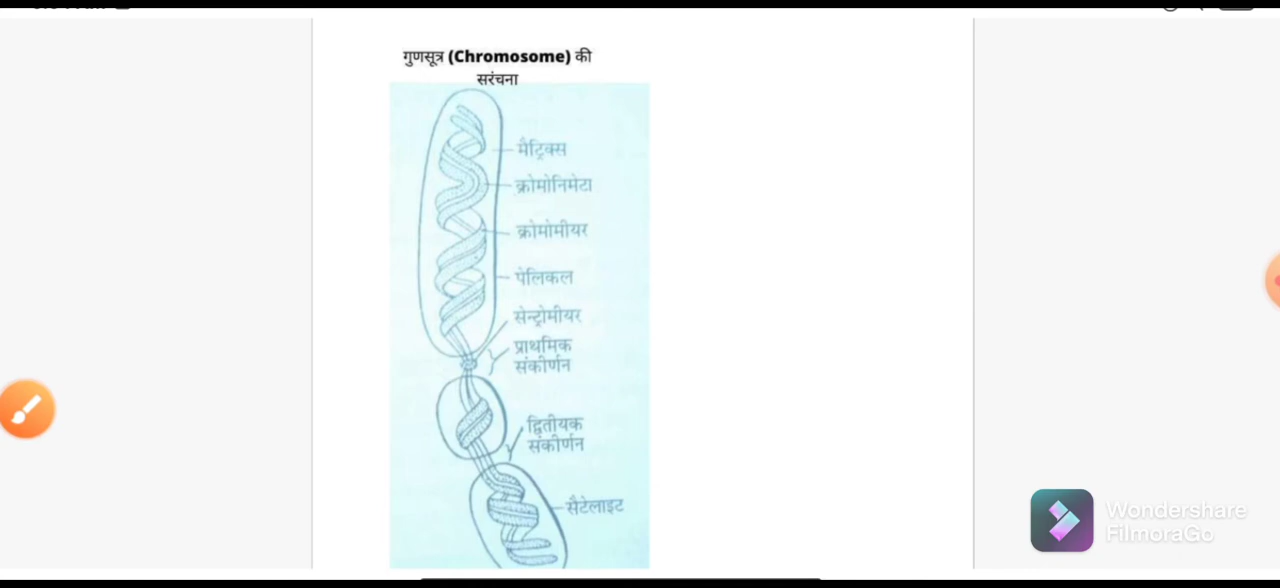 गुणसूत्र (Chromosome) की
सरंचना
मैट्रिक्स
क्रोमोनिमेटा
क्रोमोमीयर
पेलिकल
सेन्ट्रोमीयर
प्राथमिक
संकीर्णन
द्वितीयक
संकीर्णन
सैटेलाइट
Wondershare
FilmoraGo